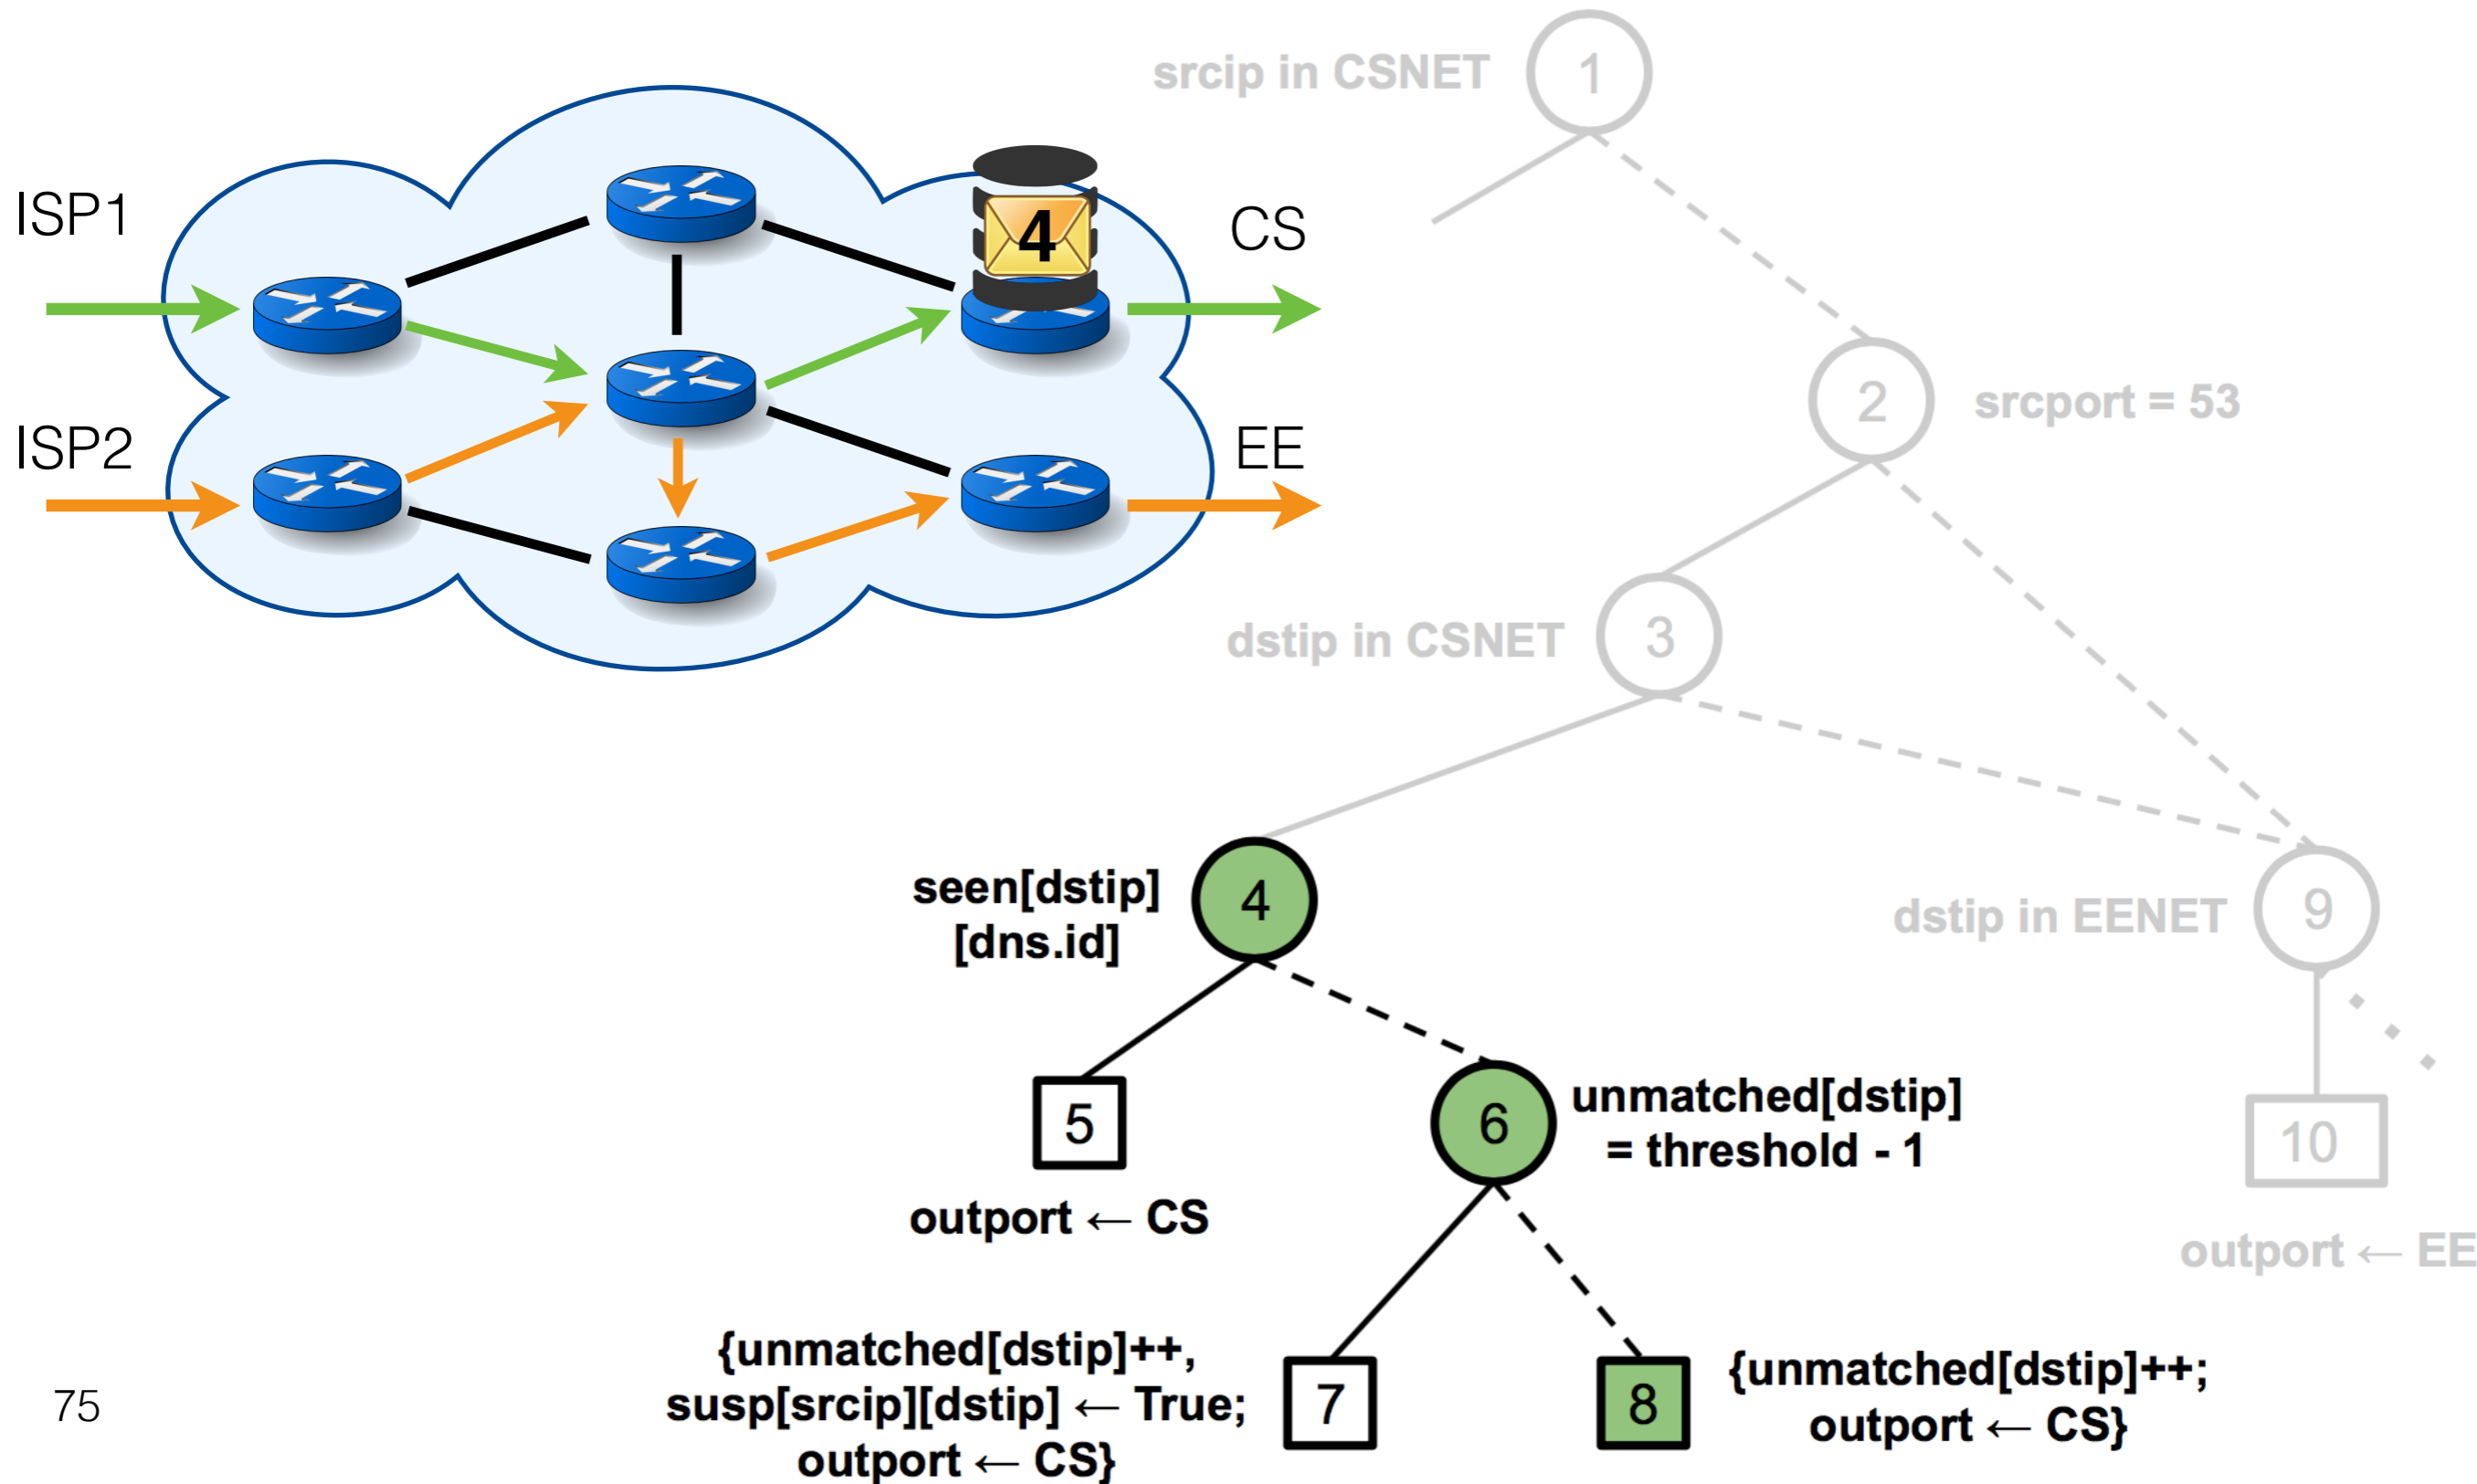 srcip in CSNET
1
ISP1
4
CS
2
srcport = 53
ISP2
EE
dstip in CSNET
3
seen[dstip]
[dns.id]
4
dstip in EENET
9
5
6
unmatched[dstip]
= threshold - 1
10
outport ← CS
outport ← EE
{unmatched[dstip]++,
susp[srcip][dstip] ← True;
outport ← CS}
7
8
{unmatched[dstip]++;
outport ← CS}
75